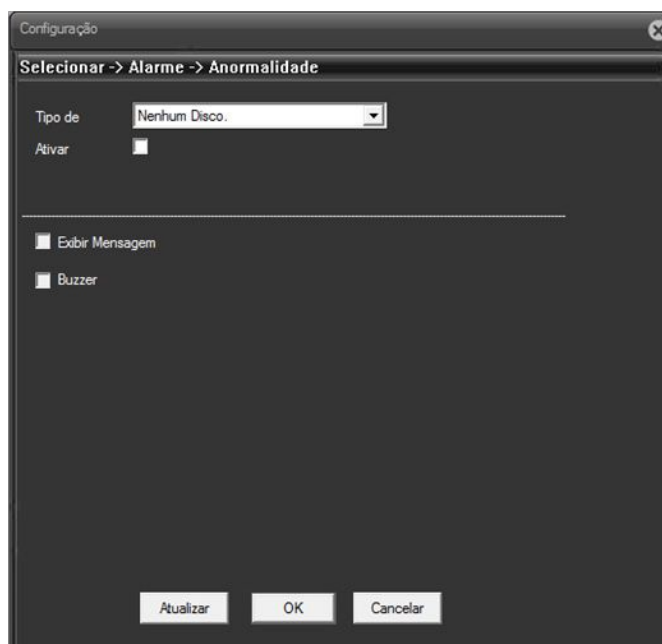 Configuração
Selecionar -> Alarme -> Anormalidade
Tipo de Nenhum Disco.
Ativar
Exibir Mensagem
Buzzer
Atualizar OK Cancelar